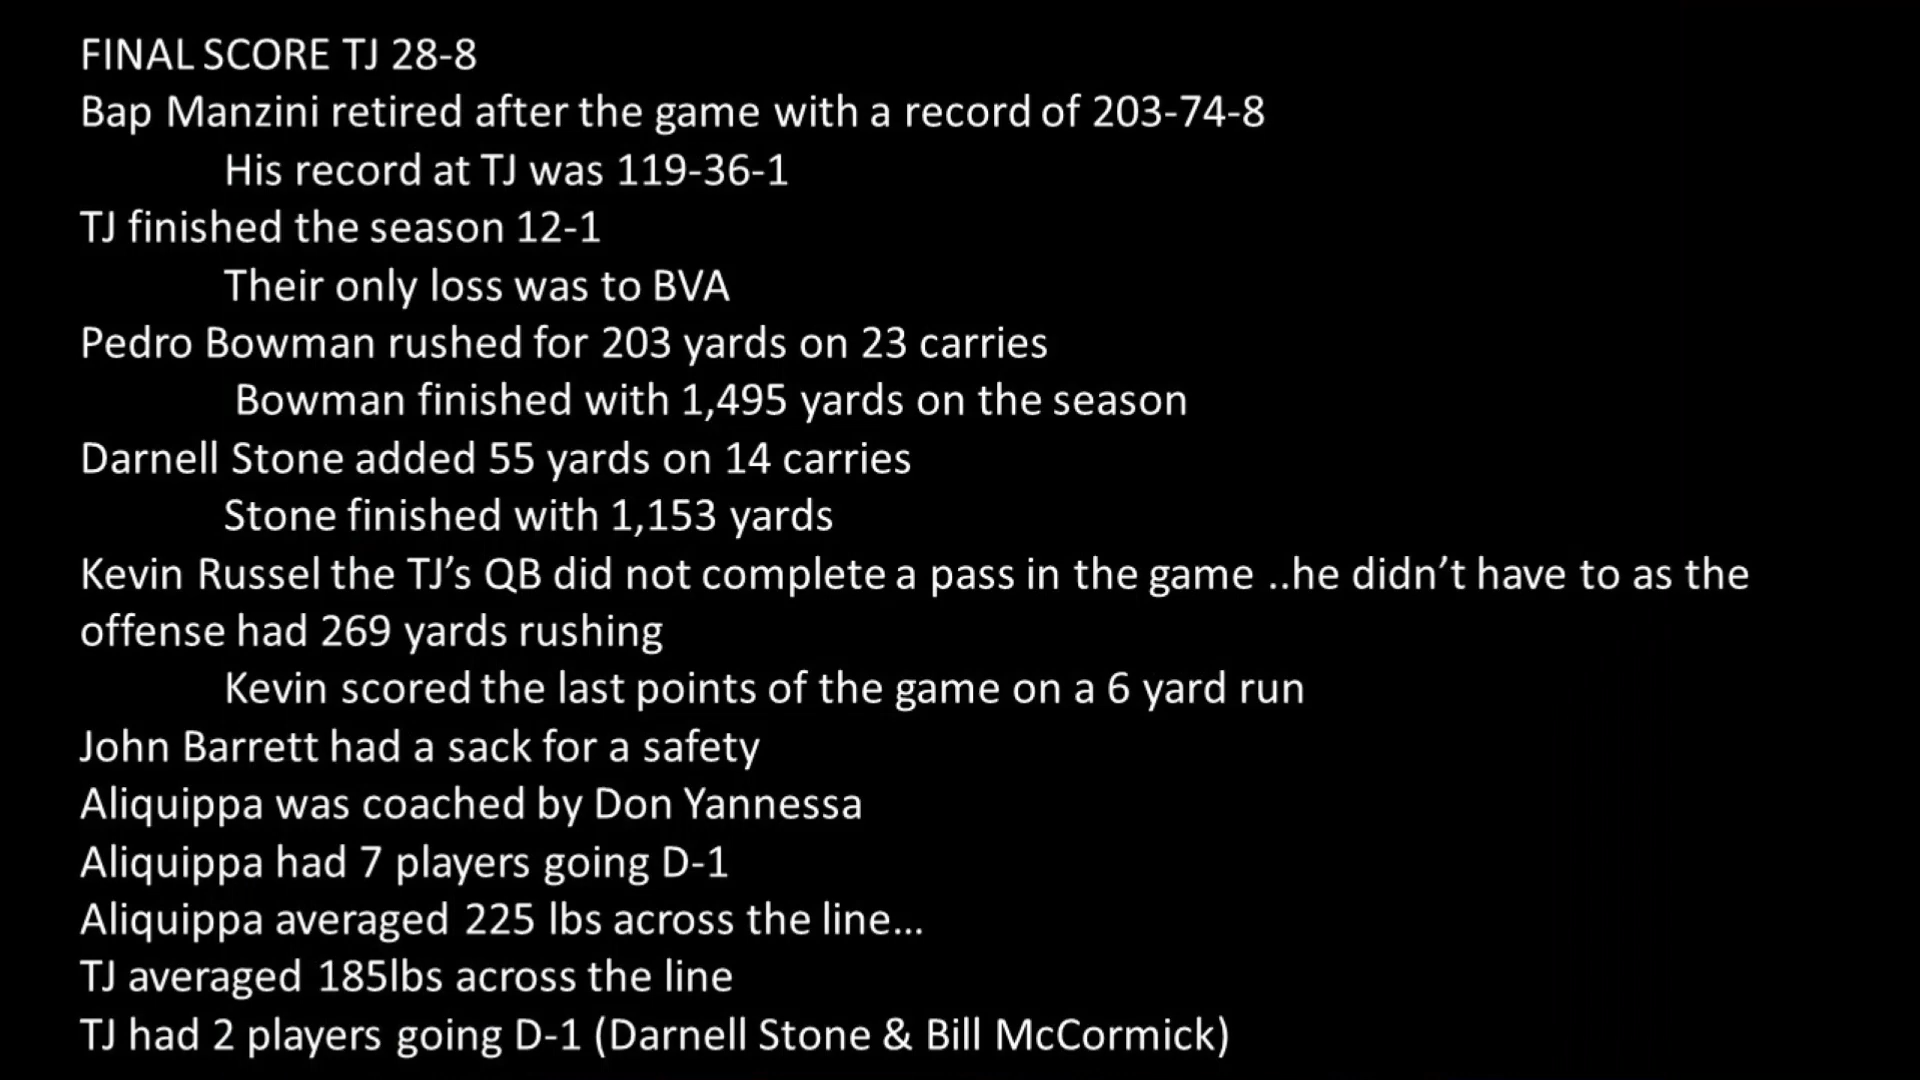 FINAL SCORE TJ 28-8
Bap Manzini retired after the game with a record of 203-74-8
His record at TJ was 119-36-1
TJ finished the season 12-1
Their only loss was to BVA
Pedro Bowman rushed for 203 yards on 23 carries
Bowman finished with 1,495 yards on the season
Darnell Stone added 55 yards on 14 carries
Stone finished with 1,153 yards
Kevin Russel the TJ’s QB did not complete a pass in the game ..he didn’t have to as the
offense had 269 yards rushing
Kevin scored the last points of the game on a 6 yard run
John Barrett had a sack for a safety
Aliquippa was coached by Don Yannessa
Aliquippa had 7 players going D-1
Aliquippa averaged 225 lbs across the line…
TJ averaged 185lbs across the line
TJ had 2 players going D-1 (Darnell Stone & Bill McCormick)